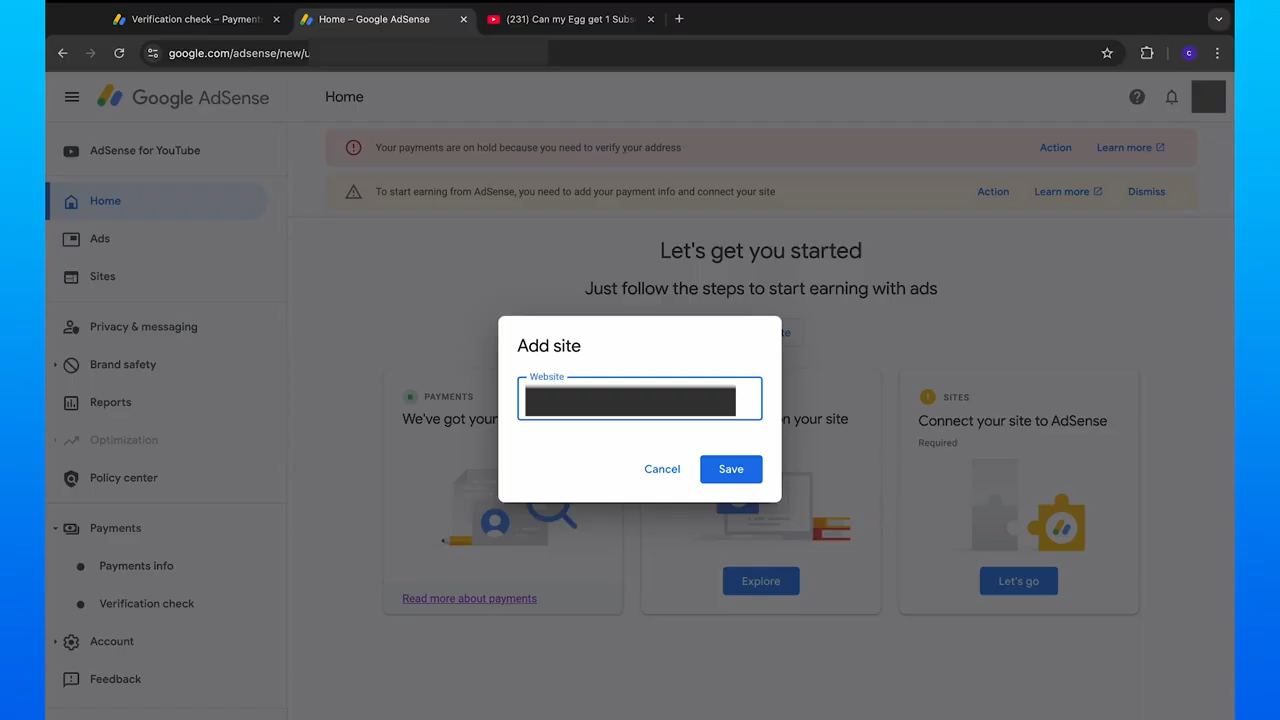 Verification check – Payment
Home – Google AdSense
(231) Can my Egg get 1 Subs
google.com/adsense/new/u
C
Google AdSense
Home
AdSense for YouTube
Home
Ads
Sites
Privacy & messaging
Brand safety
Reports
Optimization
Policy center
Payments
Payments info
Verification check
Account
Feedback
Your payments are on hold because you need to verify your address
Action
Learn more
To start earning from AdSense, you need to add your payment info and connect your site
Action
Learn more
Dismiss
Let's get you started
Just follow the steps to start earning with ads
te
Add site
Website
Cancel
Save
PAYMENTS
We've got your
Read more about payments
on your site
Explore
SITES
Connect your site to AdSense
Required
Let's go